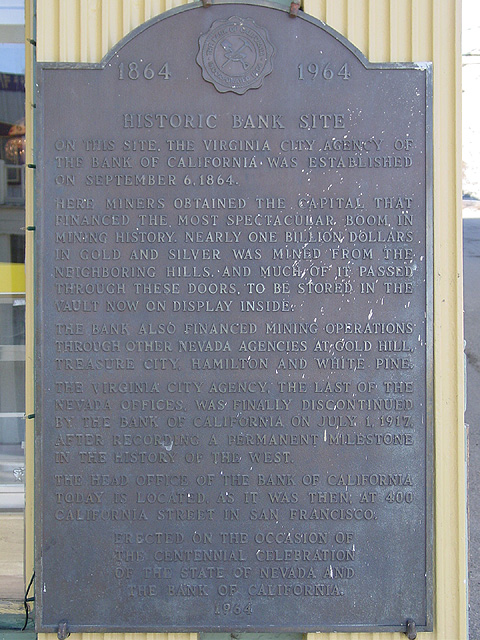 1864 1964
HISTORIC BANK SITE
ON THIS SITE, THE VIRGINIA CITY AGENCY OF
THE BANK OF CALIFORNIA WAS ESTABLISHED
ON SEPTEMBER 6, 1864.
HERE MINERS OBTAINED THE CAPITAL THAT
FINANCED THE MOST SPECTACULAR BOOM IN
MINING HISTORY. NEARLY ONE BILLION DOLLARS
IN GOLD AND SILVER WAS MINED FROM THE
NEIGHBORING HILLS, AND MUCH OF IT PASSED
THROUGH THESE DOORS, TO BE STORED IN THE
VAULT NOW ON DISPLAY INSIDE.
THE BANK ALSO FINANCED MINING OPERATIONS
THROUGH OTHER NEVADA AGENCIES AT GOLD HILL,
TREASURE CITY, HAMILTON AND WHITE PINE.
THE VIRGINIA CITY AGENCY, THE LAST OF THE
NEVADA OFFICES, WAS FINALLY DISCONTINUED
BY THE BANK OF CALIFORNIA ON JULY 1, 1917,
AFTER RECORDING A PERMANENT MILESTONE
IN THE HISTORY OF THE WEST.
THE HEAD OFFICE OF THE BANK OF CALIFORNIA
TODAY IS LOCATED, AS IT WAS THEN, AT 400
CALIFORNIA STREET IN SAN FRANCISCO.
ERECTED ON THE OCCASION OF
THE CENTENNIAL CELEBRATION
OF THE STATE OF NEVADA AND
THE BANK OF CALIFORNIA.
1964